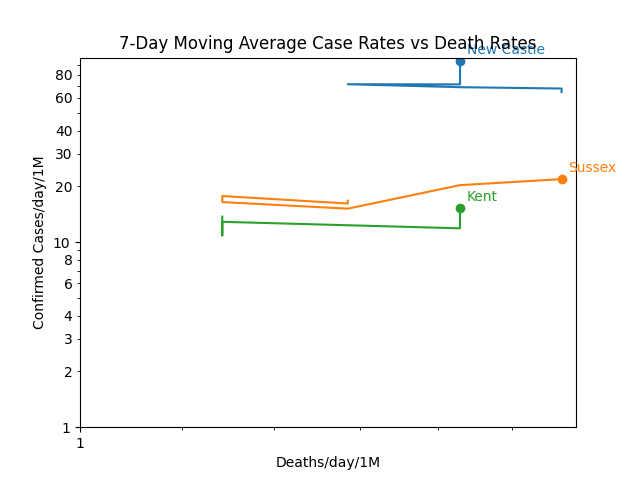 7-Day Moving Average Case Rates vs Death Rates
New Castle
80
60
40
30
Sussex
20
Kent
10
8
6
4
3
2
1
1
Confirmed Cases/day/1M
Deaths/day/1M